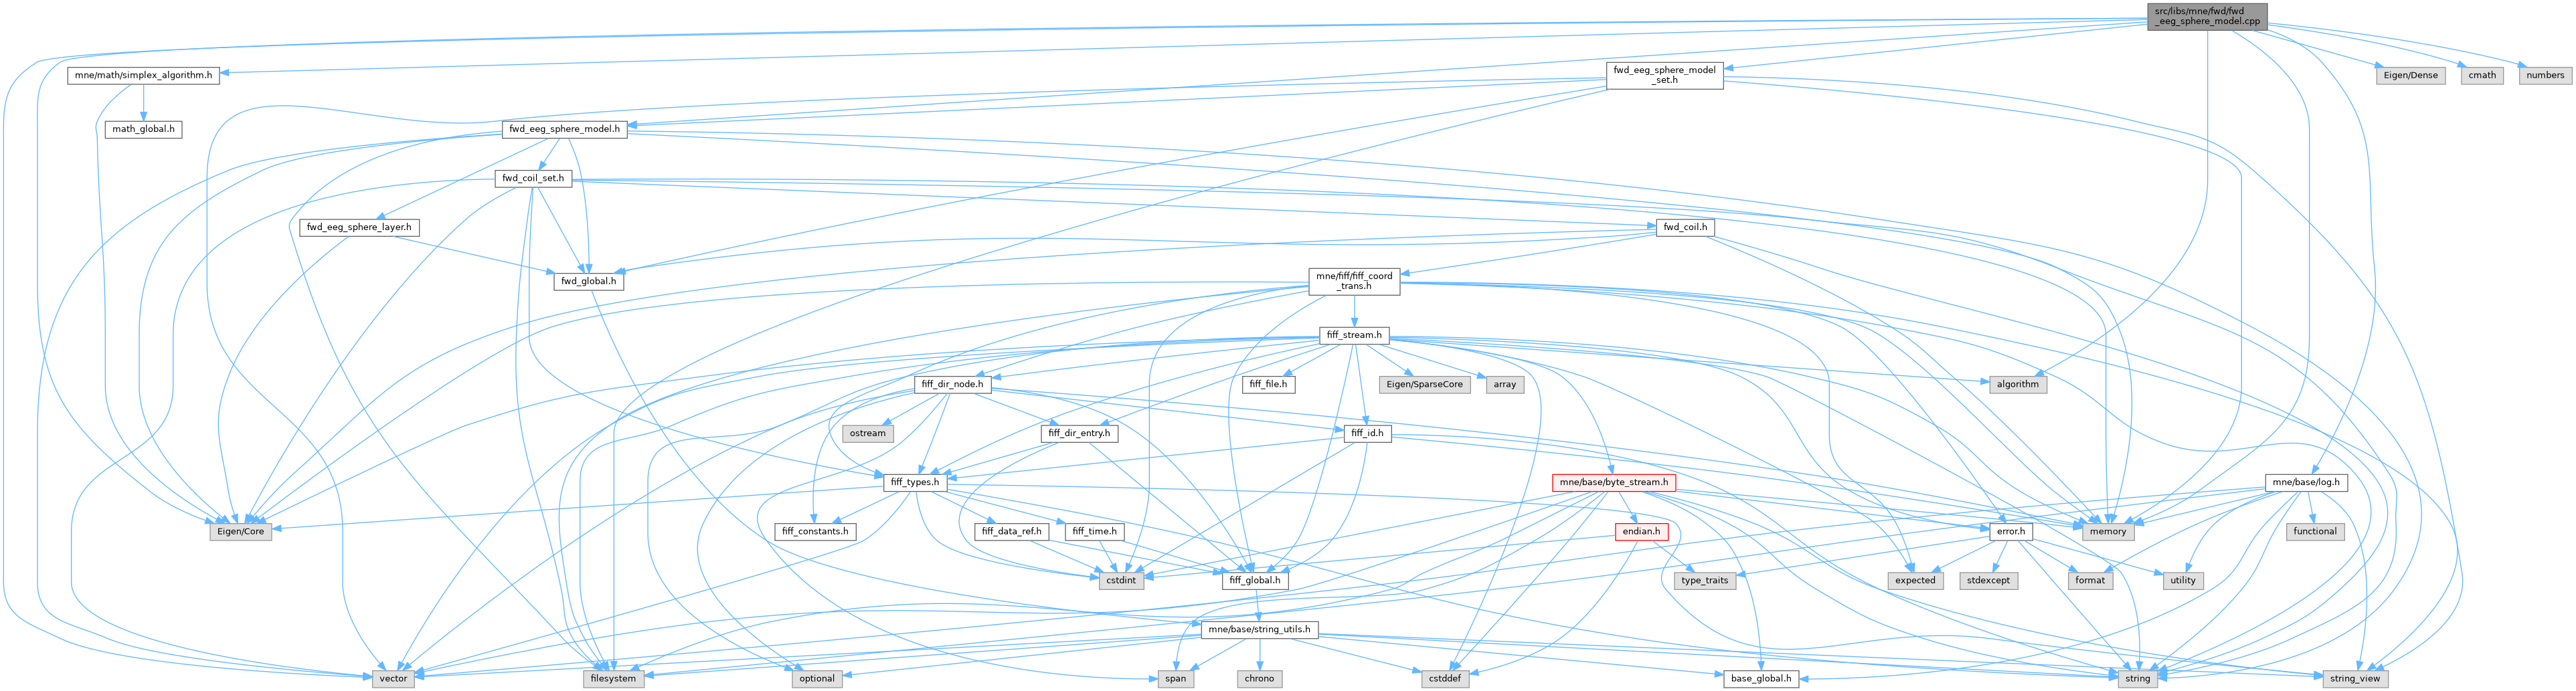 src/libs/mne/fwd/fwd
_eeg_sphere_model.cpp
mne/math/simplex_algorithm.h
fwd_eeg_sphere_model
_set.h
Eigen/Dense
cmath
numbers
math_global.h
fwd_eeg_sphere_model.h
fwd_coil_set.h
fwd_eeg_sphere_layer.h
fwd_coil.h
fwd_global.h
mne/fiff/fiff_coord
_trans.h
fiff_stream.h
fiff_dir_node.h
fiff_file.h
Eigen/SparseCore
array
algorithm
ostream
fiff_dir_entry.h
fiff_id.h
fiff_types.h
mne/base/byte_stream.h
mne/base/log.h
Eigen/Core
fiff_constants.h
fiff_data_ref.h
fiff_time.h
endian.h
error.h
memory
functional
cstdint
fiff_global.h
type_traits
expected
stdexcept
format
utility
mne/base/string_utils.h
vector
filesystem
optional
span
chrono
cstddef
base_global.h
string
string_view